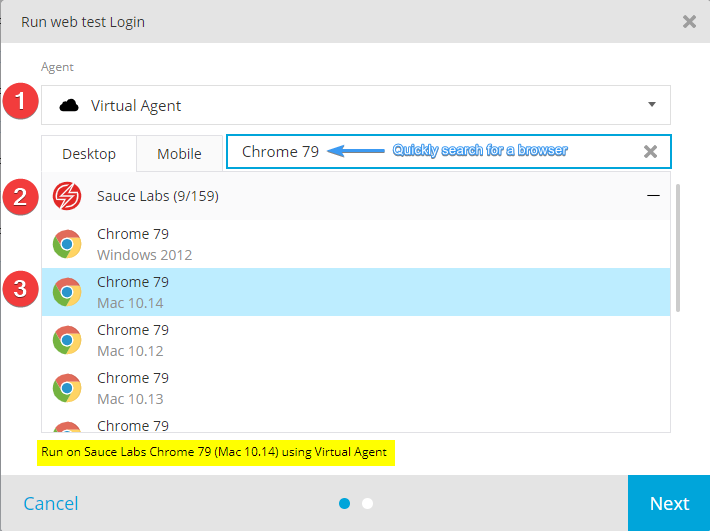 Run web test Login
Agent
1
Virtual Agent
Desktop
Mobile
Chrome 79
Quickly search for a browser
2
Sauce Labs (9/159)
Chrome 79
Windows 2012
3
Chrome 79
Mac 10.14
Chrome 79
Mac 10.12
Chrome 79
Mac 10.13
Chrome 79
Run on Sauce Labs Chrome 79 (Mac 10.14) using Virtual Agent
Cancel
Next